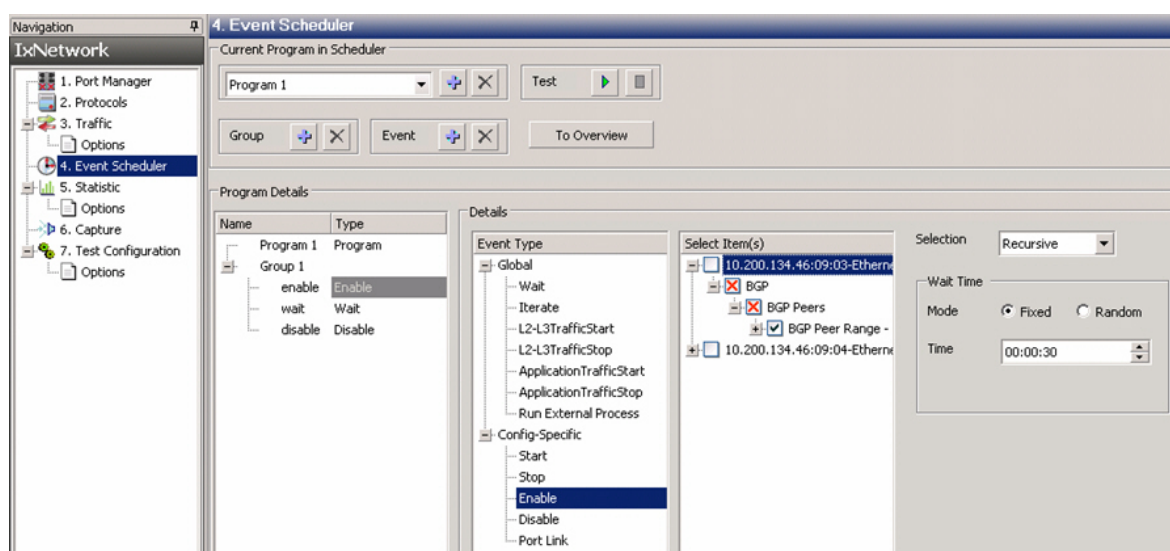 Navigation
IxNetwork
1. Port Manager
2. Protocols
3. Traffic
Options
4. Event Scheduler
5. Statistic
Options
6. Capture
7. Test Configuration
Options
4. Event Scheduler
Current Program in Scheduler
Program 1
Test
Group
Event
To Overview
Program Details
Name Type
Program 1 Program
Group 1
enable Enable
wait Wait
disable Disable
Details
Event Type
Global
Wait
Iterate
L2-L3TrafficStart
L2-L3TrafficStop
ApplicationTrafficStart
ApplicationTrafficStop
Run External Process
Config-Specific
Start
Stop
Enable
Disable
Port Link
Select Item(s)
10.200.134.46:09:03-Etherne
BGP
BGP Peers
BGP Peer Range -
10.200.134.46:09:04-Etherne
Selection Recursive
Wait Time
Mode Fixed Random
Time 00:00:30